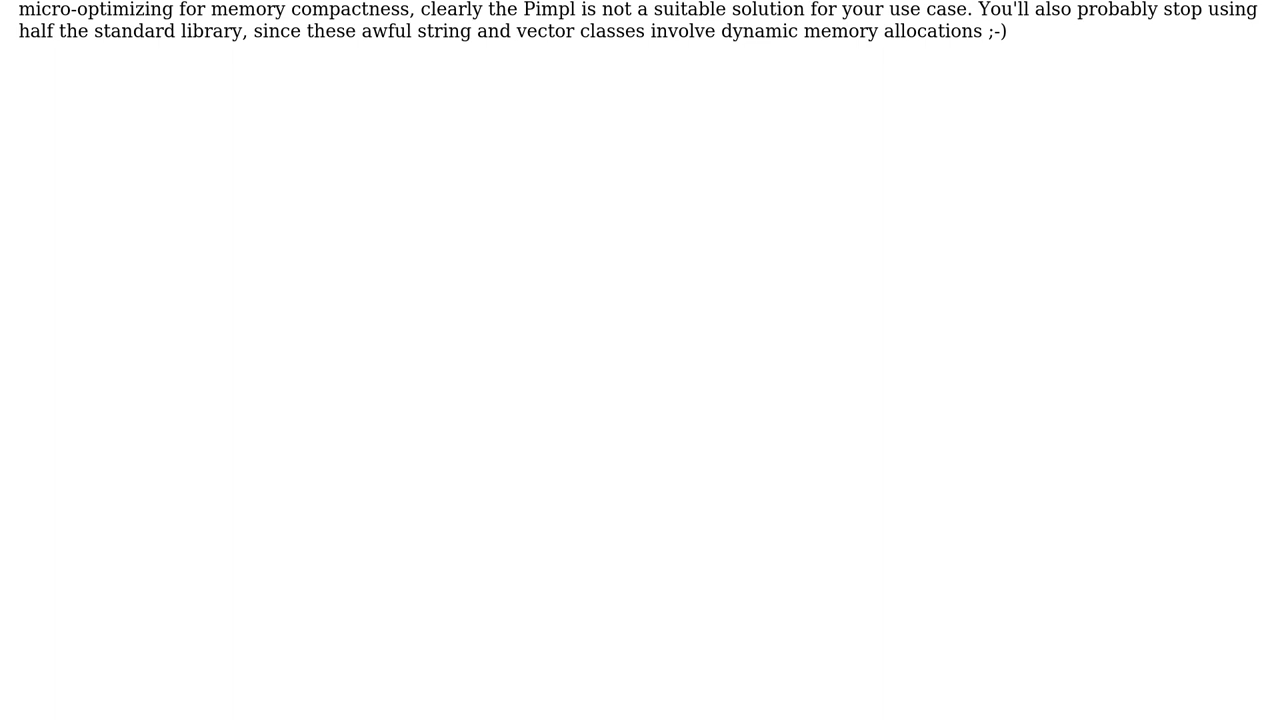 micro-optimizing for memory compactness, clearly the Pimpl is not a suitable solution for your use case. You'll also probably stop using
half the standard library, since these awful string and vector classes involve dynamic memory allocations ;-)